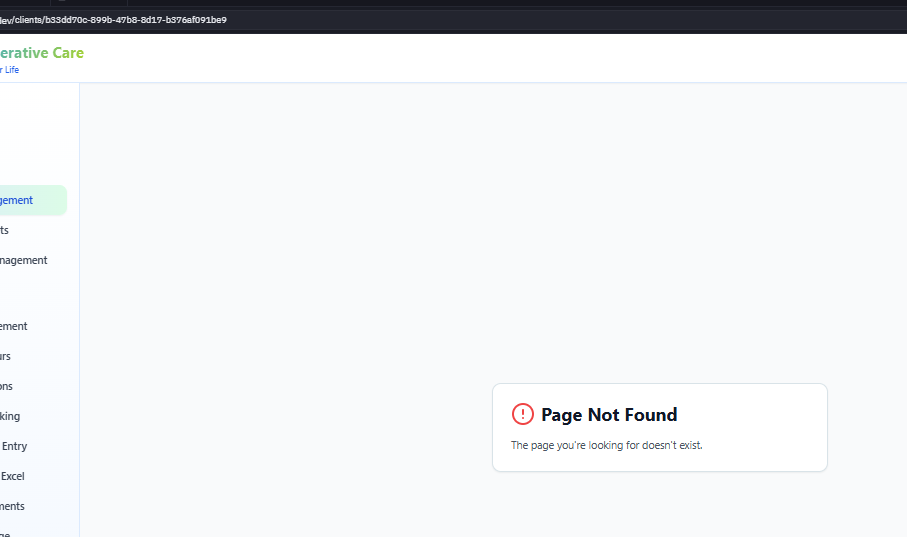 dev/clients/b33dd70c-899b-47b8-8d17-b376af091be9
erative Care
r Life
gement
ts
nagement
ement
urs
ons
king
Entry
Excel
ments
ge
Page Not Found
The page you're looking for doesn't exist.